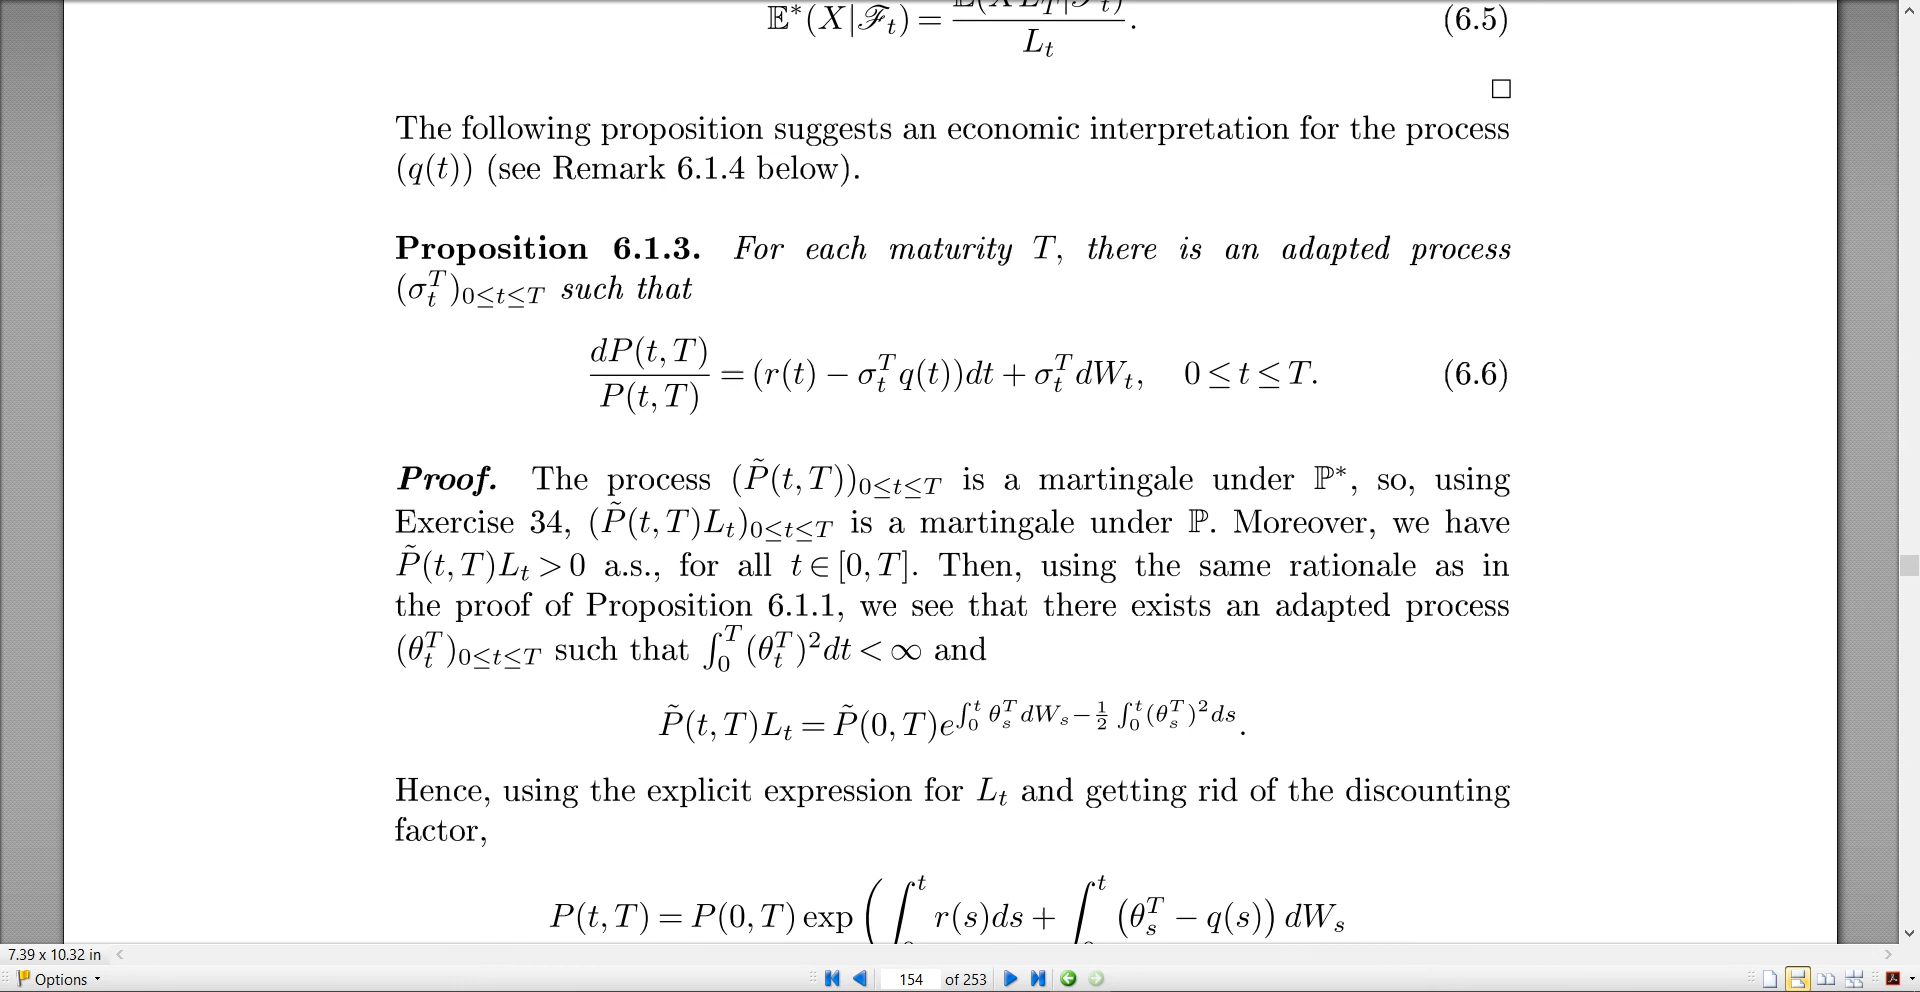 𝔼*(X|ℱₜ) = 𝔼(XL_T|ℱₜ) / Lₜ . (6.5)
□
The following proposition suggests an economic interpretation for the process
(q(t)) (see Remark 6.1.4 below).
Proposition 6.1.3. For each maturity T, there is an adapted process
(σ_t^T)_{0≤t≤T} such that
dP(t, T) / P(t, T) = (r(t) − σ_t^T q(t))dt + σ_t^T dW_t, 0 ≤ t ≤ T. (6.6)
Proof. The process (P̃(t, T))_{0≤t≤T} is a martingale under ℙ*, so, using
Exercise 34, (P̃(t, T)L_t)_{0≤t≤T} is a martingale under ℙ. Moreover, we have
P̃(t, T)L_t > 0 a.s., for all t ∈ [0, T]. Then, using the same rationale as in
the proof of Proposition 6.1.1, we see that there exists an adapted process
(θ_t^T)_{0≤t≤T} such that ∫_0^T (θ_t^T)² dt < ∞ and
P̃(t, T)L_t = P̃(0, T)e^{∫_0^t θ_s^T dW_s − 1/2 ∫_0^t (θ_s^T)² ds}.
Hence, using the explicit expression for L_t and getting rid of the discounting
factor,
P(t, T) = P(0, T) exp ( ∫_0^t r(s)ds + ∫_0^t (θ_s^T − q(s)) dW_s
7.39 x 10.32 in
Options
154 of 253